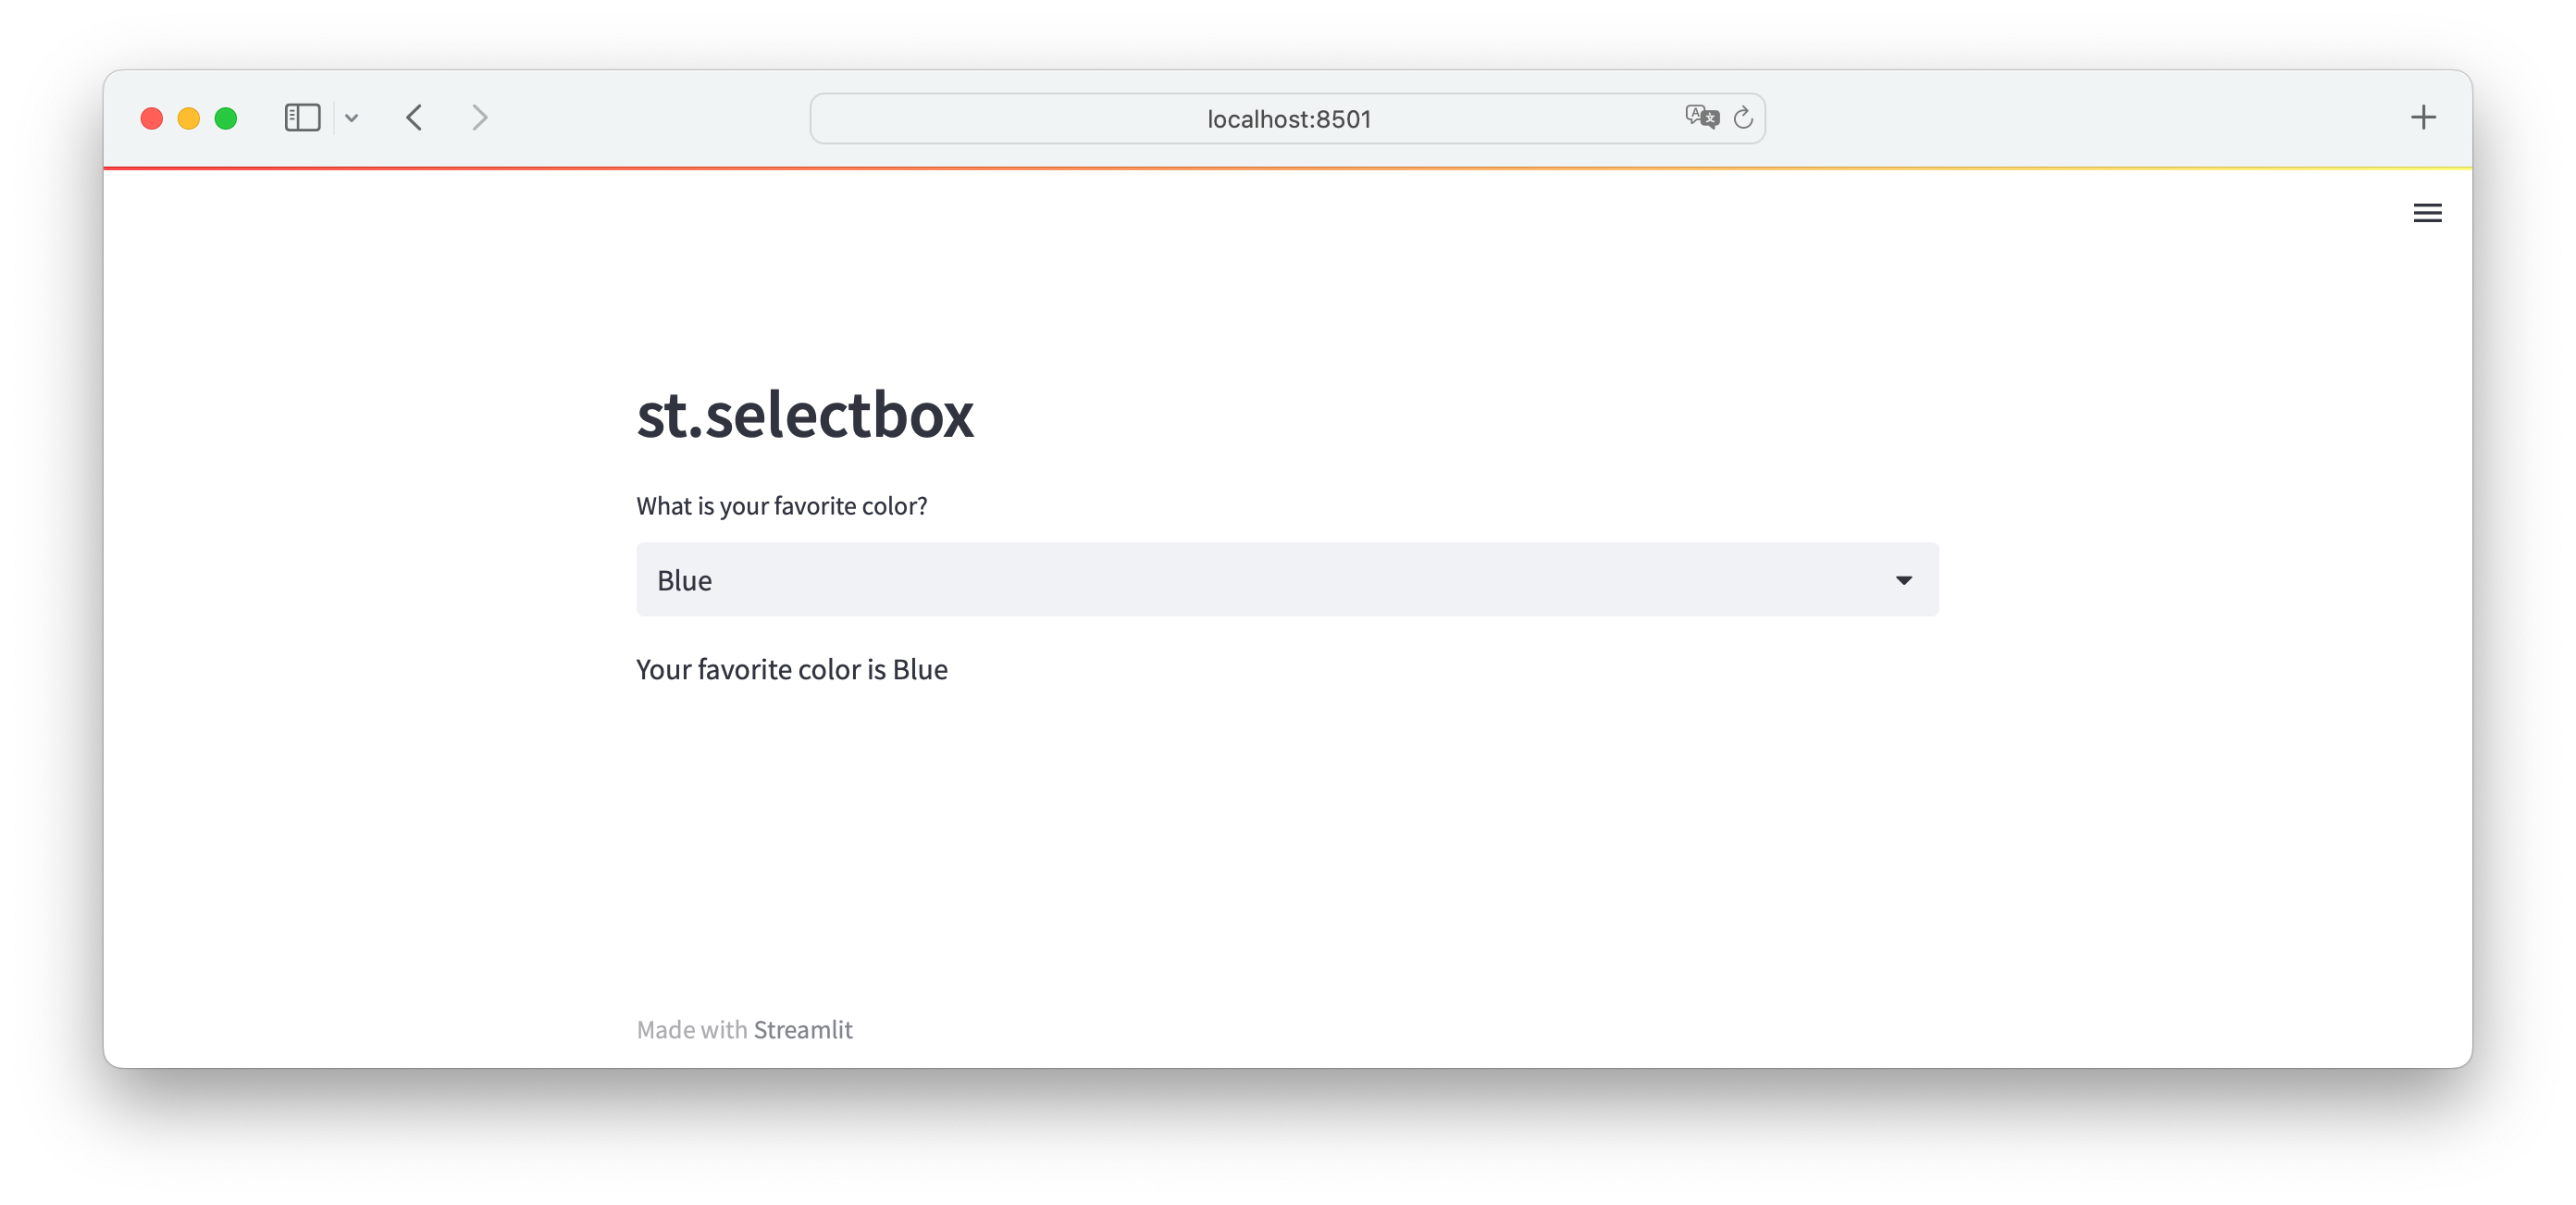 localhost:8501
st.selectbox
What is your favorite color?
Blue
Your favorite color is Blue
Made with Streamlit